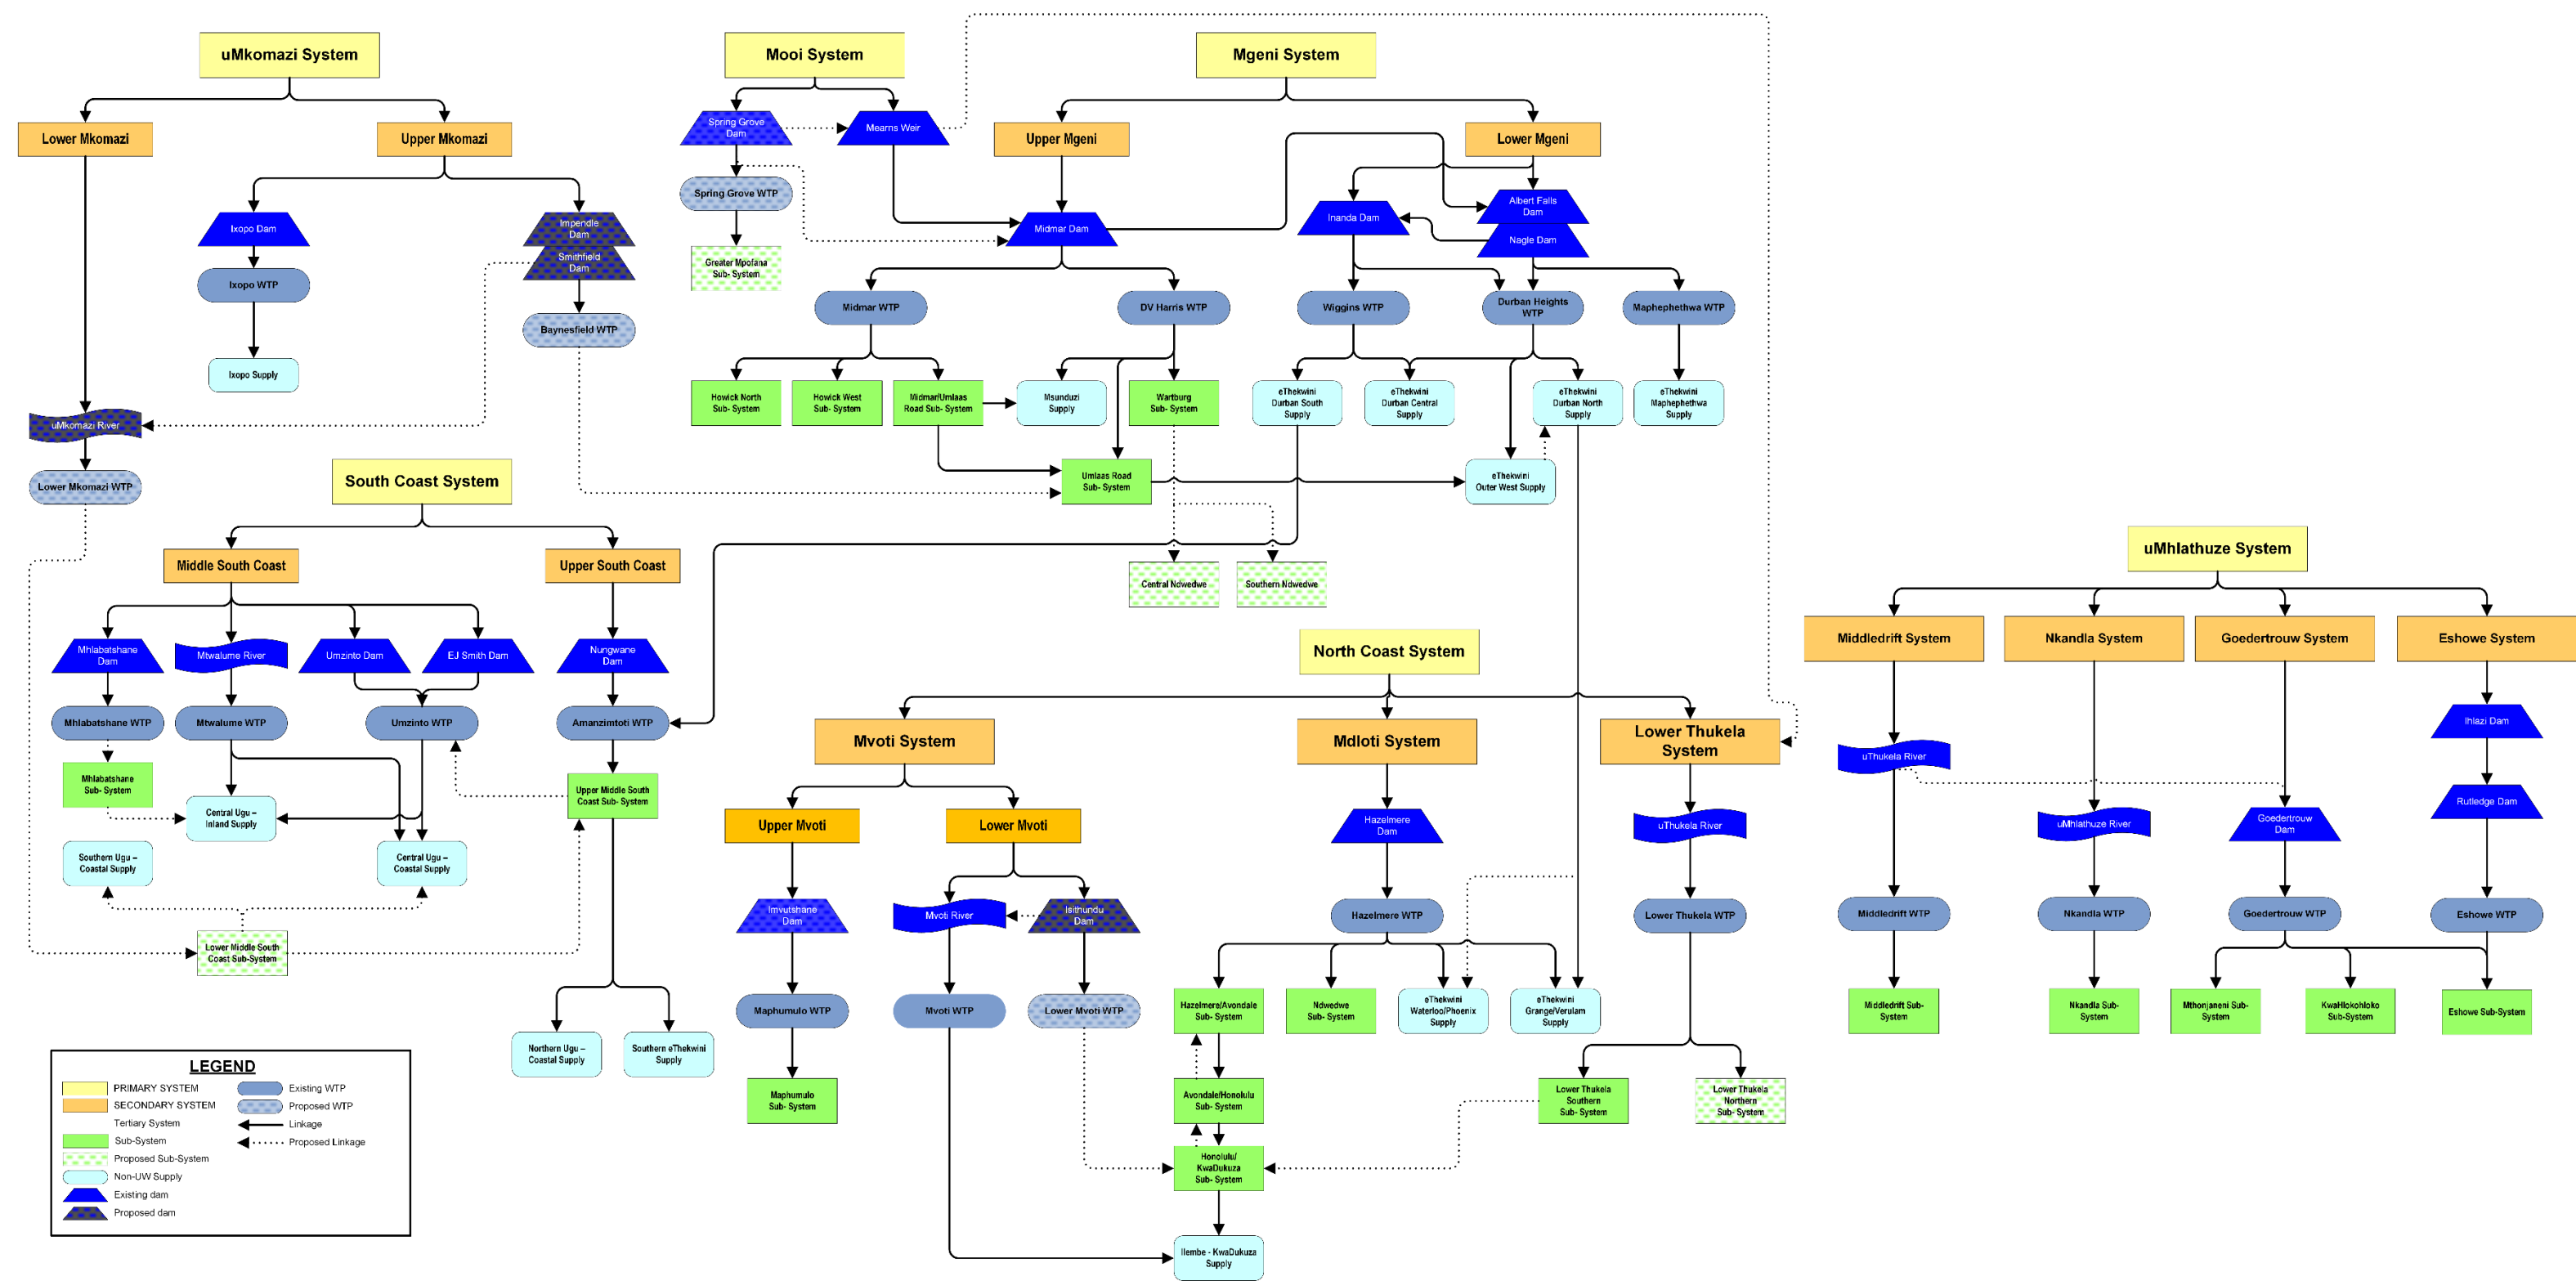 uMkomazi System
Mooi System
Mgeni System
Lower Mkomazi
Upper Mkomazi
Spring Grove
Dam
Mearns Weir
Upper Mgeni
Lower Mgeni
Spring Grove WTP
Ixopo Dam
Impendle
Dam
Smithfield
Dam
Midmar Dam
Inanda Dam
Albert Falls
Dam
Nagle Dam
Greater Mpofana
Sub- System
Ixopo WTP
Baynesfield WTP
Midmar WTP
DV Harris WTP
Wiggins WTP
Durban Heights
WTP
Maphephethwa WTP
Ixopo Supply
Howick North
Sub- System
Howick West
Sub- System
Midmar/Umlaas
Road Sub- System
Msunduzi
Supply
Wartburg
Sub- System
eThekwini
Durban South
Supply
eThekwini
Durban Central
Supply
eThekwini
Durban North
Supply
eThekwini
Maphephethwa
Supply
uMkomazi River
Lower Mkomazi WTP
Umlaas Road
Sub- System
eThekwini
Outer West Supply
South Coast System
Middle South Coast
Upper South Coast
Central Ndwedwe
Southern Ndwedwe
uMhlathuze System
Mhlabatshane
Dam
Mtwalume River
Umzinto Dam
EJ Smith Dam
Nungwane
Dam
North Coast System
Middledrift System
Nkandla System
Goedertrouw System
Eshowe System
Mhlabatshane WTP
Mtwalume WTP
Umzinto WTP
Amanzimtoti WTP
Mvoti System
Mdloti System
Lower Thukela
System
uThukela River
Ihlazi Dam
Mhlabatshane
Sub- System
Central Ugu –
Inland Supply
Upper Middle South
Coast Sub- System
Upper Mvoti
Lower Mvoti
Hazelmere
Dam
uThukela River
uMhlathuze River
Goedertrouw
Dam
Rutledge Dam
Southern Ugu –
Coastal Supply
Central Ugu –
Coastal Supply
Imvutshane
Dam
Mvoti River
Isithundu
Dam
Hazelmere WTP
Lower Thukela WTP
Middledrift WTP
Nkandla WTP
Goedertrouw WTP
Eshowe WTP
Lower Middle South
Coast Sub-System
Maphumulo WTP
Mvoti WTP
Lower Mvoti WTP
Hazelmere/Avondale
Sub- System
Ndwedwe
Sub- System
eThekwini
Waterloo/Phoenix
Supply
eThekwini
Grange/Verulam
Supply
Middledrift Sub-
System
Nkandla Sub-
System
Mthonjaneni Sub-
System
KwaHlokohloko
Sub-System
Eshowe Sub-System
Northern Ugu –
Coastal Supply
Southern eThekwini
Supply
Maphumulo
Sub- System
Avondale/Honolulu
Sub- System
Lower Thukela
Southern
Sub- System
Lower Thukela
Northern
Sub- System
Honolulu/
KwaDukuza
Sub- System
Ilembe - KwaDukuza
Supply
LEGEND
PRIMARY SYSTEM
SECONDARY SYSTEM
Tertiary System
Sub-System
Proposed Sub-System
Non-UW Supply
Existing dam
Proposed dam
Existing WTP
Proposed WTP
Linkage
Proposed Linkage